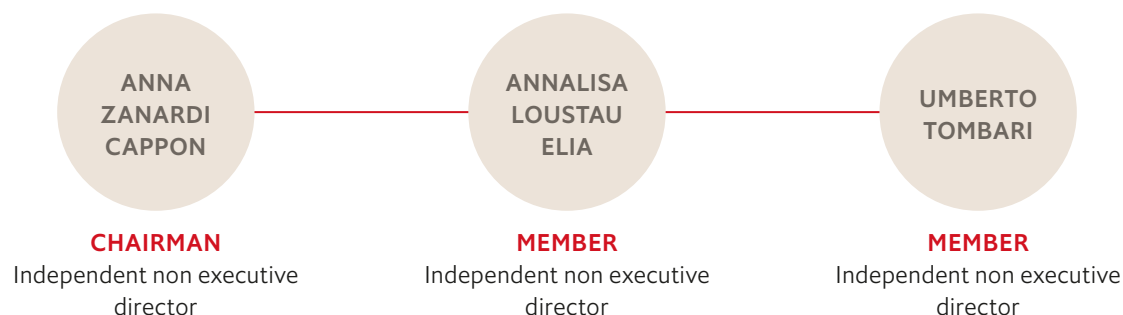 ANNA
ZANARDI
CAPPON
ANNALISA
LOUSTAU
ELIA
UMBERTO
TOMBARI
CHAIRMAN
Independent non executive
director
MEMBER
Independent non executive
director
MEMBER
Independent non executive
director